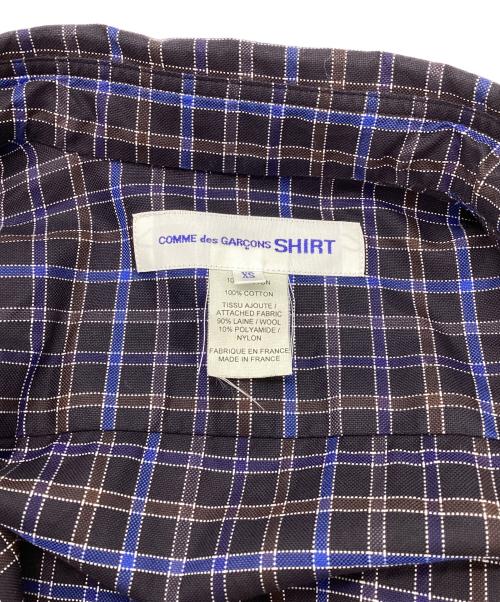 COMME des GARÇONS SHIRT
XS
100% COTTON
TISSU AJOUTE /
ATTACHED FABRIC
90% LAINE / WOOL
10% POLYAMIDE /
NYLON
FABRIQUE EN FRANCE
MADE IN FRANCE